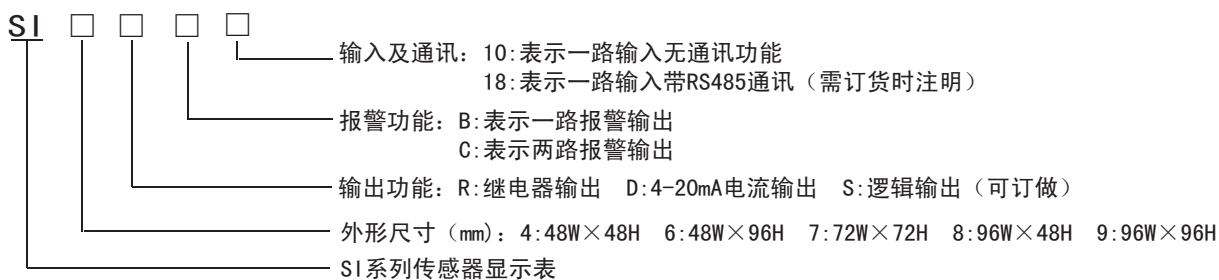 SI □ □ □ □
输入及通讯：10:表示一路输入无通讯功能
18:表示一路输入带RS485通讯（需订货时注明）
报警功能：B:表示一路报警输出
C:表示两路报警输出
输出功能：R:继电器输出 D:4-20mA电流输出 S:逻辑输出（可订做）
外形尺寸（mm）：4:48W×48H 6:48W×96H 7:72W×72H 8:96W×48H 9:96W×96H
SI系列传感器显示表